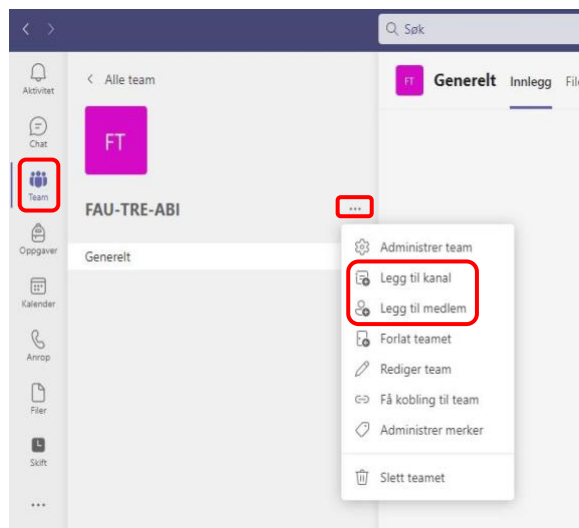 Søk
Aktivitet
Chat
Team
Oppgaver
Kalender
Anrop
Filer
Skift
Alle team
FT
FAU-TRE-ABI
Generelt
FT
Generelt Innlegg
Administrer team
Legg til kanal
Legg til medlem
Forlat teamet
Rediger team
Få kobling til team
Administrer merker
Slett teamet